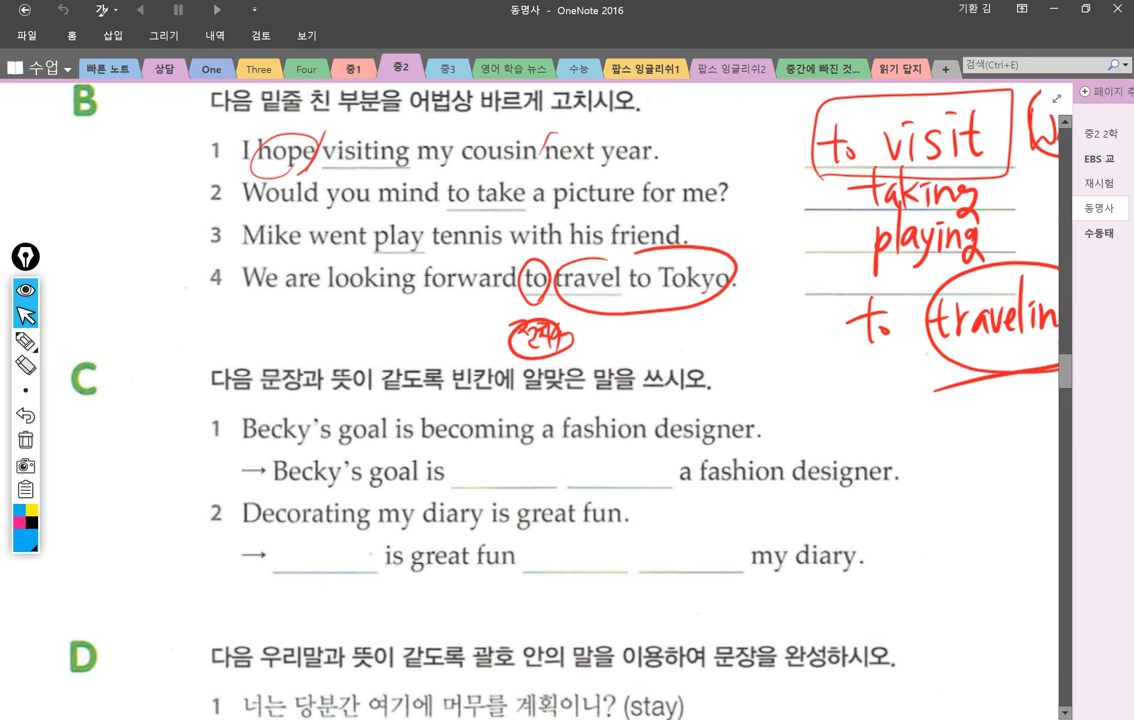 동명사 - OneNote 2016
기환 김
파일 홈 삽입 그리기 내역 검토 보기
수업 빠른 노트 상담 One Three Four 중1 중2 중3 영어 학습 뉴스 수능 팝스 잉글리쉬1 팝스 잉글리쉬2 중간에 빠진 것... 읽기 답지 + 검색(Ctrl+E)
페이지 추
중2 2학
EBS 교
재시험
동명사
수동태
B 다음 밑줄 친 부분을 어법상 바르게 고치시오.
1 I hope visiting my cousin next year. to visit
2 Would you mind to take a picture for me? taking
3 Mike went play tennis with his friend. playing
4 We are looking forward to travel to Tokyo. to travelin
C 다음 문장과 뜻이 같도록 빈칸에 알맞은 말을 쓰시오.
1 Becky's goal is becoming a fashion designer.
→ Becky's goal is a fashion designer.
2 Decorating my diary is great fun.
→ is great fun my diary.
D 다음 우리말과 뜻이 같도록 괄호 안의 말을 이용하여 문장을 완성하시오.
1 너는 당분간 여기에 머무를 계획이니? (stay)